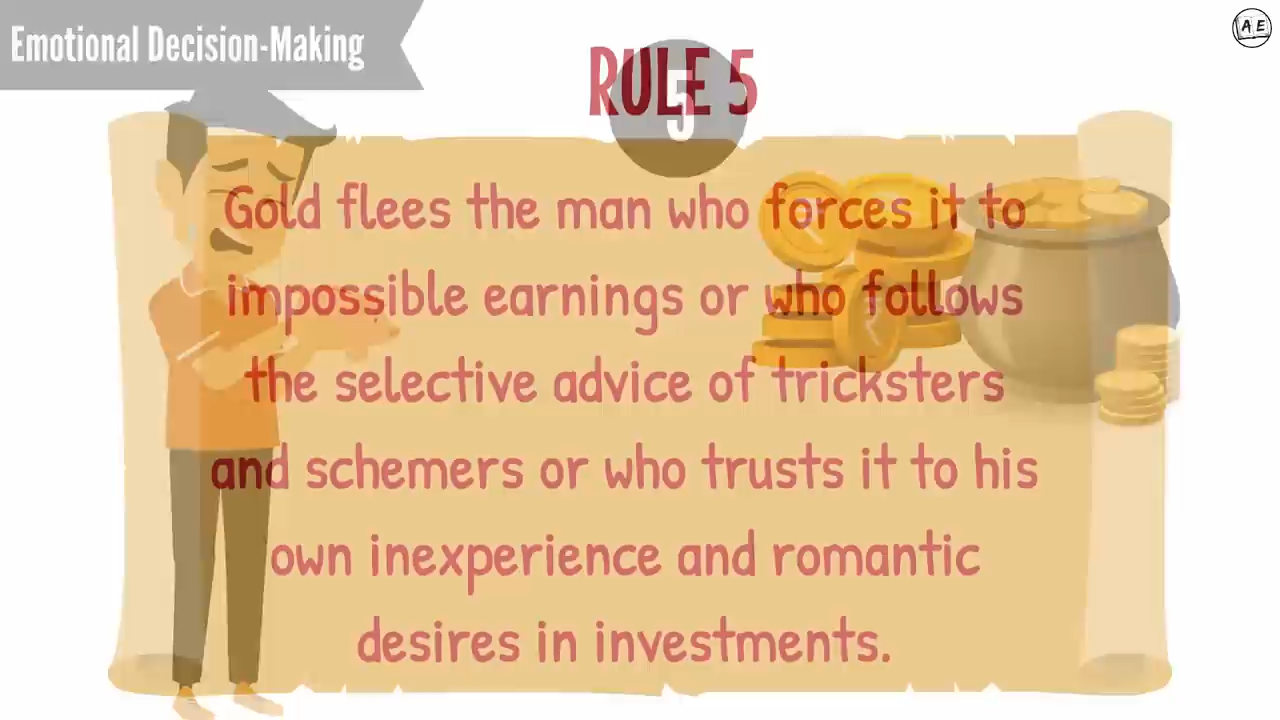 Emotional Decision-Making
AE
RULE 5
5
Gold flees the man who forces it to
impossible earnings or who follows
the selective advice of tricksters
and schemers or who trusts it to his
own inexperience and romantic
desires in investments.